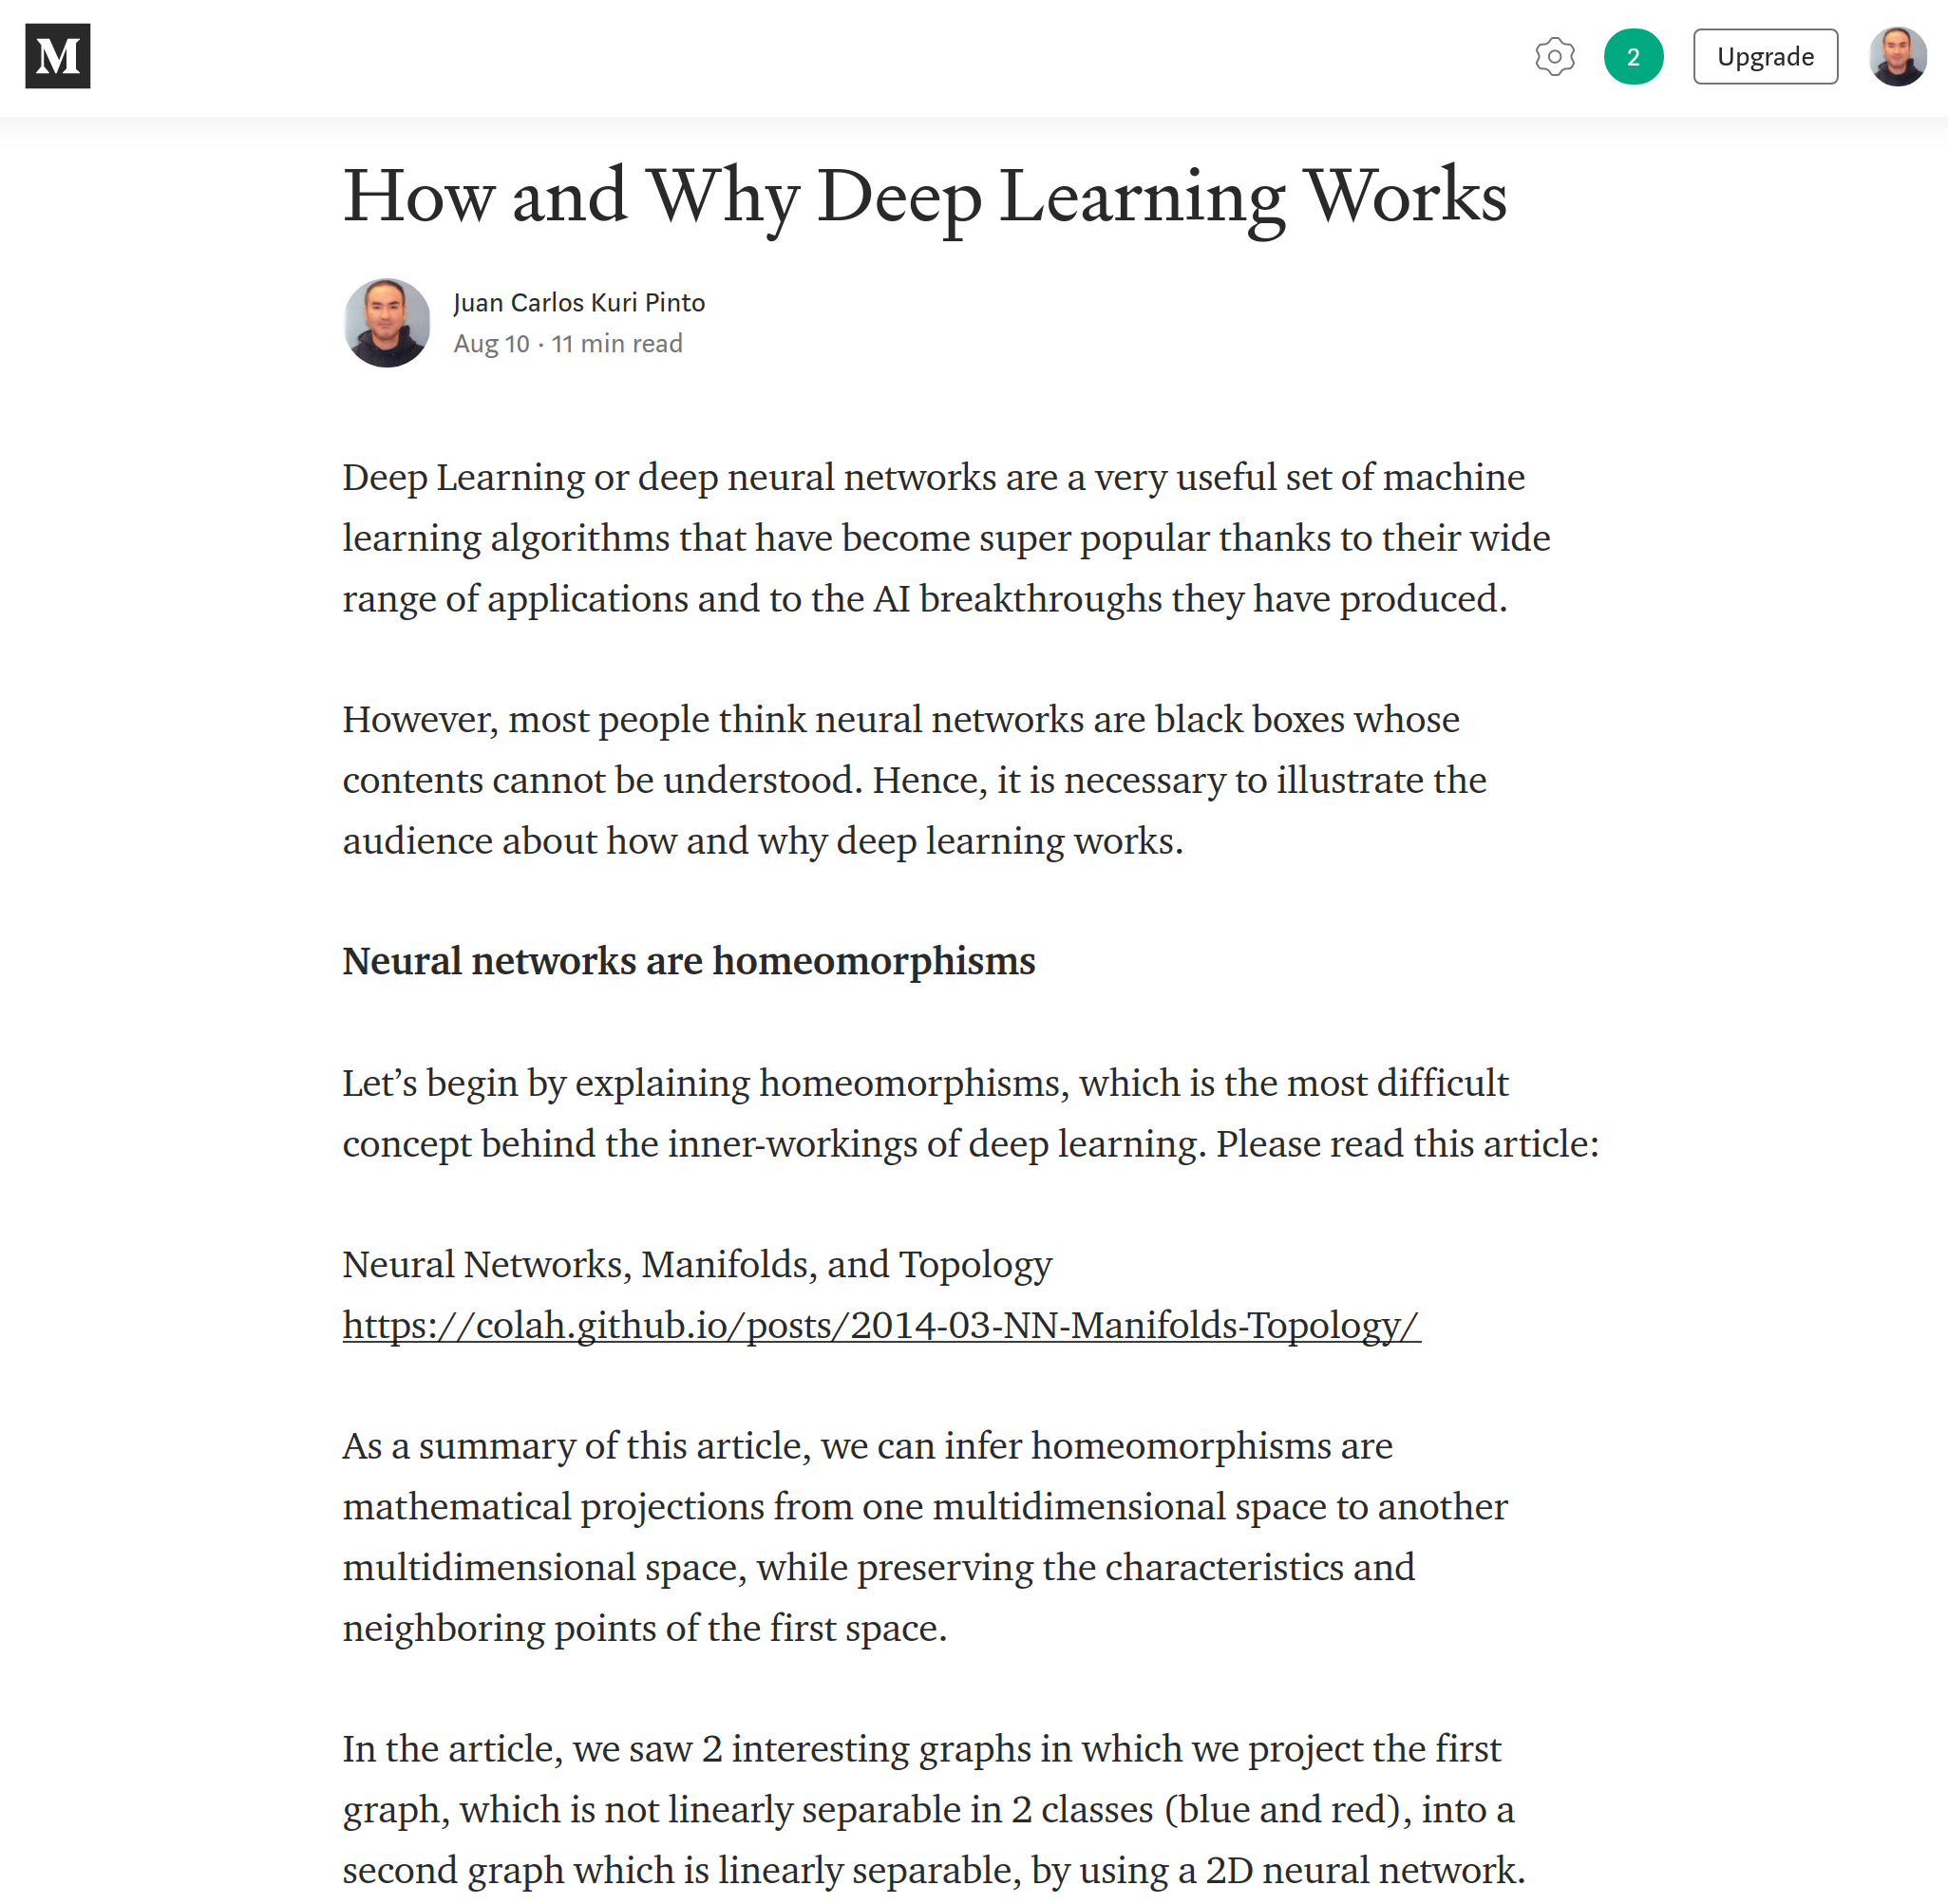 M
2
Upgrade
How and Why Deep Learning Works
Juan Carlos Kuri Pinto
Aug 10 · 11 min read
Deep Learning or deep neural networks are a very useful set of machine
learning algorithms that have become super popular thanks to their wide
range of applications and to the AI breakthroughs they have produced.
However, most people think neural networks are black boxes whose
contents cannot be understood. Hence, it is necessary to illustrate the
audience about how and why deep learning works.
Neural networks are homeomorphisms
Let’s begin by explaining homeomorphisms, which is the most difficult
concept behind the inner-workings of deep learning. Please read this article:
Neural Networks, Manifolds, and Topology
https://colah.github.io/posts/2014-03-NN-Manifolds-Topology/
As a summary of this article, we can infer homeomorphisms are
mathematical projections from one multidimensional space to another
multidimensional space, while preserving the characteristics and
neighboring points of the first space.
In the article, we saw 2 interesting graphs in which we project the first
graph, which is not linearly separable in 2 classes (blue and red), into a
second graph which is linearly separable, by using a 2D neural network.